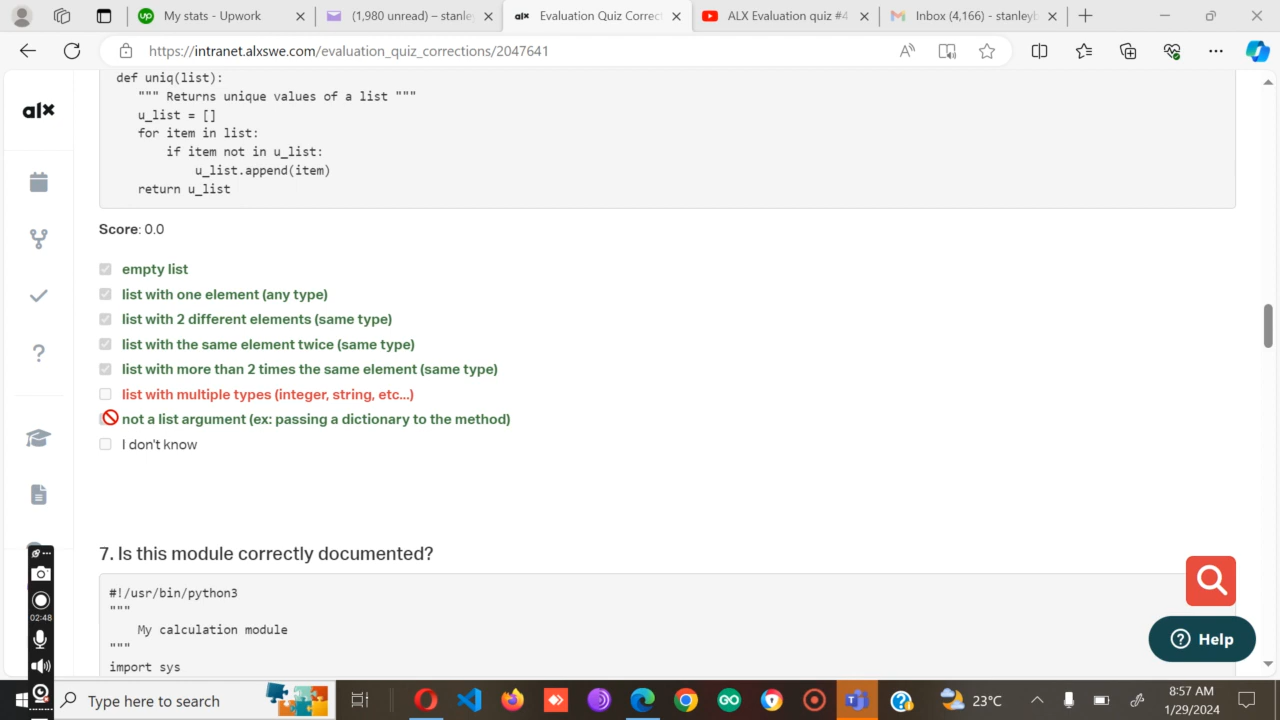 My stats - Upwork
(1,980 unread) – stanley
Evaluation Quiz Correc
ALX Evaluation quiz #4
Inbox (4,166) - stanleyb
https://intranet.alxswe.com/evaluation_quiz_corrections/2047641
alx
def uniq(list):
""" Returns unique values of a list """
u_list = []
for item in list:
if item not in u_list:
u_list.append(item)
return u_list
Score: 0.0
empty list
list with one element (any type)
list with 2 different elements (same type)
list with the same element twice (same type)
list with more than 2 times the same element (same type)
list with multiple types (integer, string, etc...)
not a list argument (ex: passing a dictionary to the method)
I don't know
7. Is this module correctly documented?
#!/usr/bin/python3
"""
My calculation module
"""
import sys
Help
02:48
Type here to search
23°C
8:57 AM
1/29/2024